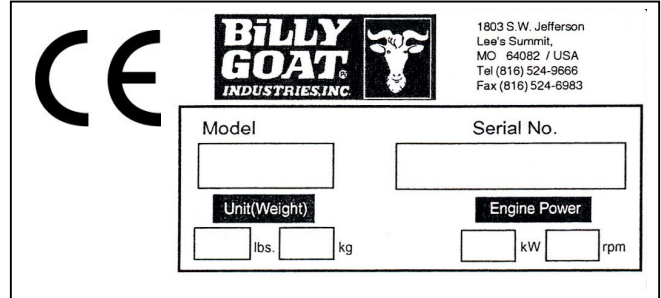 CE
BiLLY
GOAT®
INDUSTRIES,INC.
1803 S.W. Jefferson
Lee's Summit,
MO 64082 / USA
Tel (816) 524-9666
Fax (816) 524-6983
Model Serial No.
Unit(Weight) Engine Power
lbs. kg kW rpm